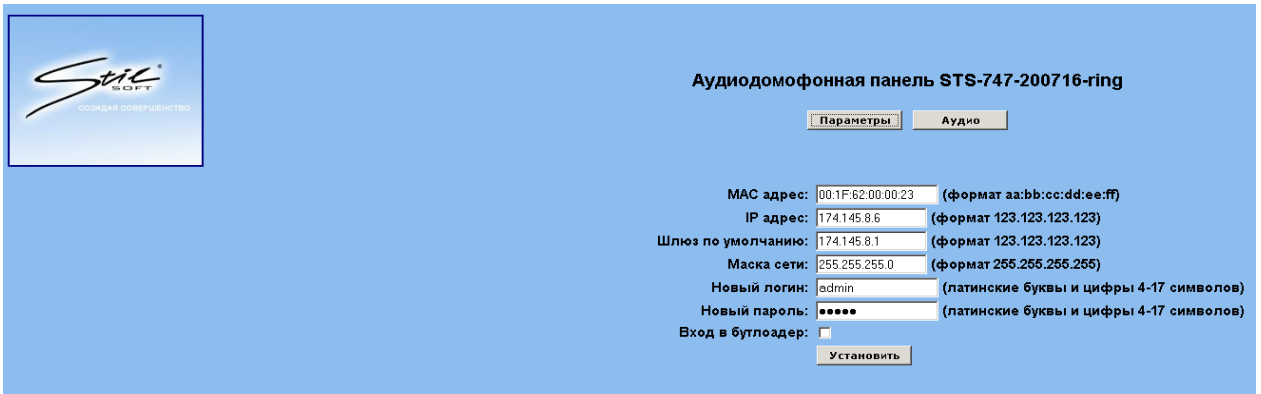 Stil
SOFT
СОЗИДАЯ СОВЕРШЕНСТВО
Аудиодомофонная панель STS-747-200716-ring
Параметры Аудио
MAC адрес: 00:1F:62:00:00:23 (формат aa:bb:cc:dd:ee:ff)
IP адрес: 174.145.8.6 (формат 123.123.123.123)
Шлюз по умолчанию: 174.145.8.1 (формат 123.123.123.123)
Маска сети: 255.255.255.0 (формат 255.255.255.255)
Новый логин: admin (латинские буквы и цифры 4-17 символов)
Новый пароль: ●●●●● (латинские буквы и цифры 4-17 символов)
Вход в бутлоадер:
Установить